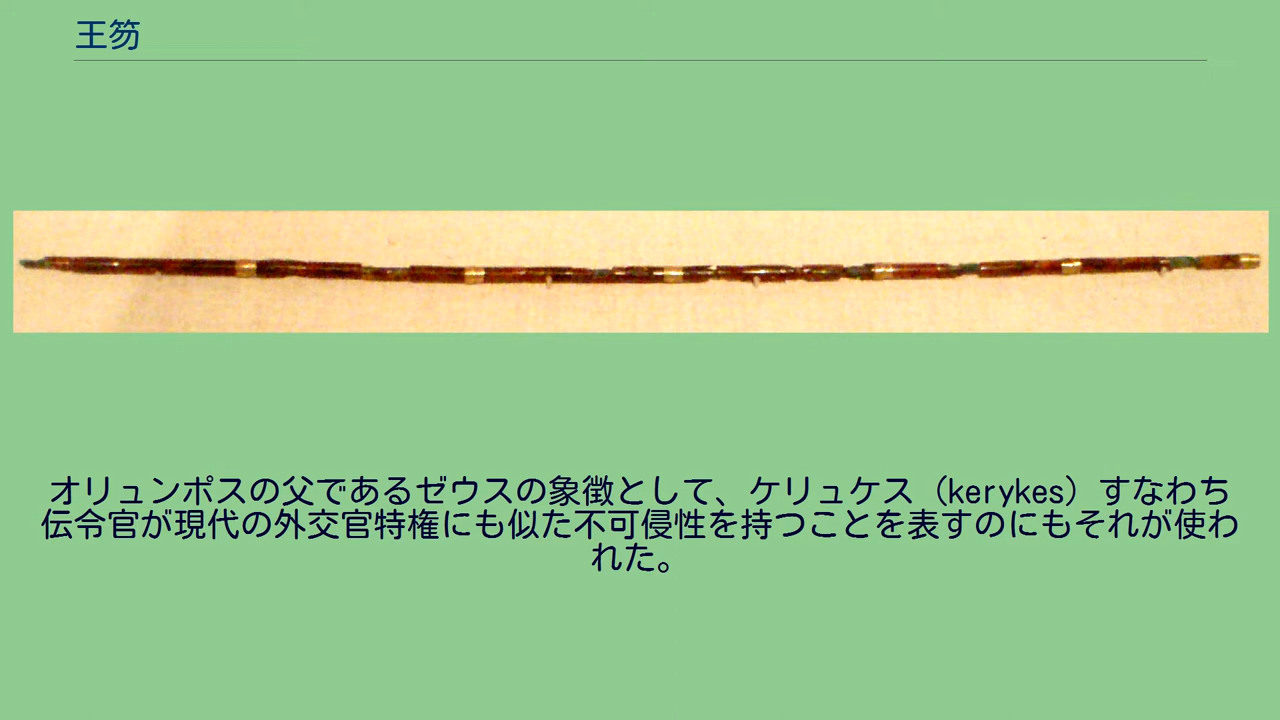 王笏
オリュンポスの父であるゼウスの象徴として、ケリュケス（kerykes）すなわち
伝令官が現代の外交官特権にも似た不可侵性を持つことを表すのにもそれが使わ
れた。